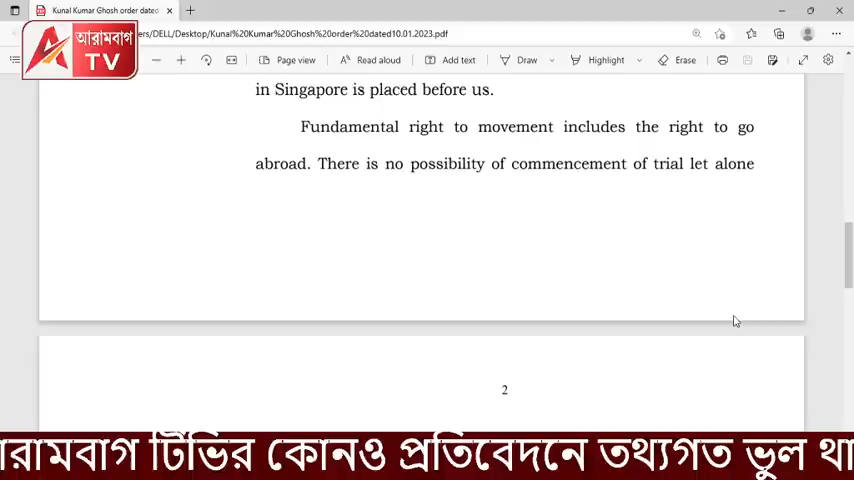 Kunal Kumar Ghosh order dated
ers/DELL/Desktop/Kunal%20Kumar%20Ghosh%20order%20dated10.01.2023.pdf
আরামবাগ
TV
Page view
Read aloud
Add text
Draw
Highlight
Erase
in Singapore is placed before us.
Fundamental right to movement includes the right to go
abroad. There is no possibility of commencement of trial let alone
2
রামবাগ টিভির কোনও প্রতিবেদনে তথ্যগত ভুল থা